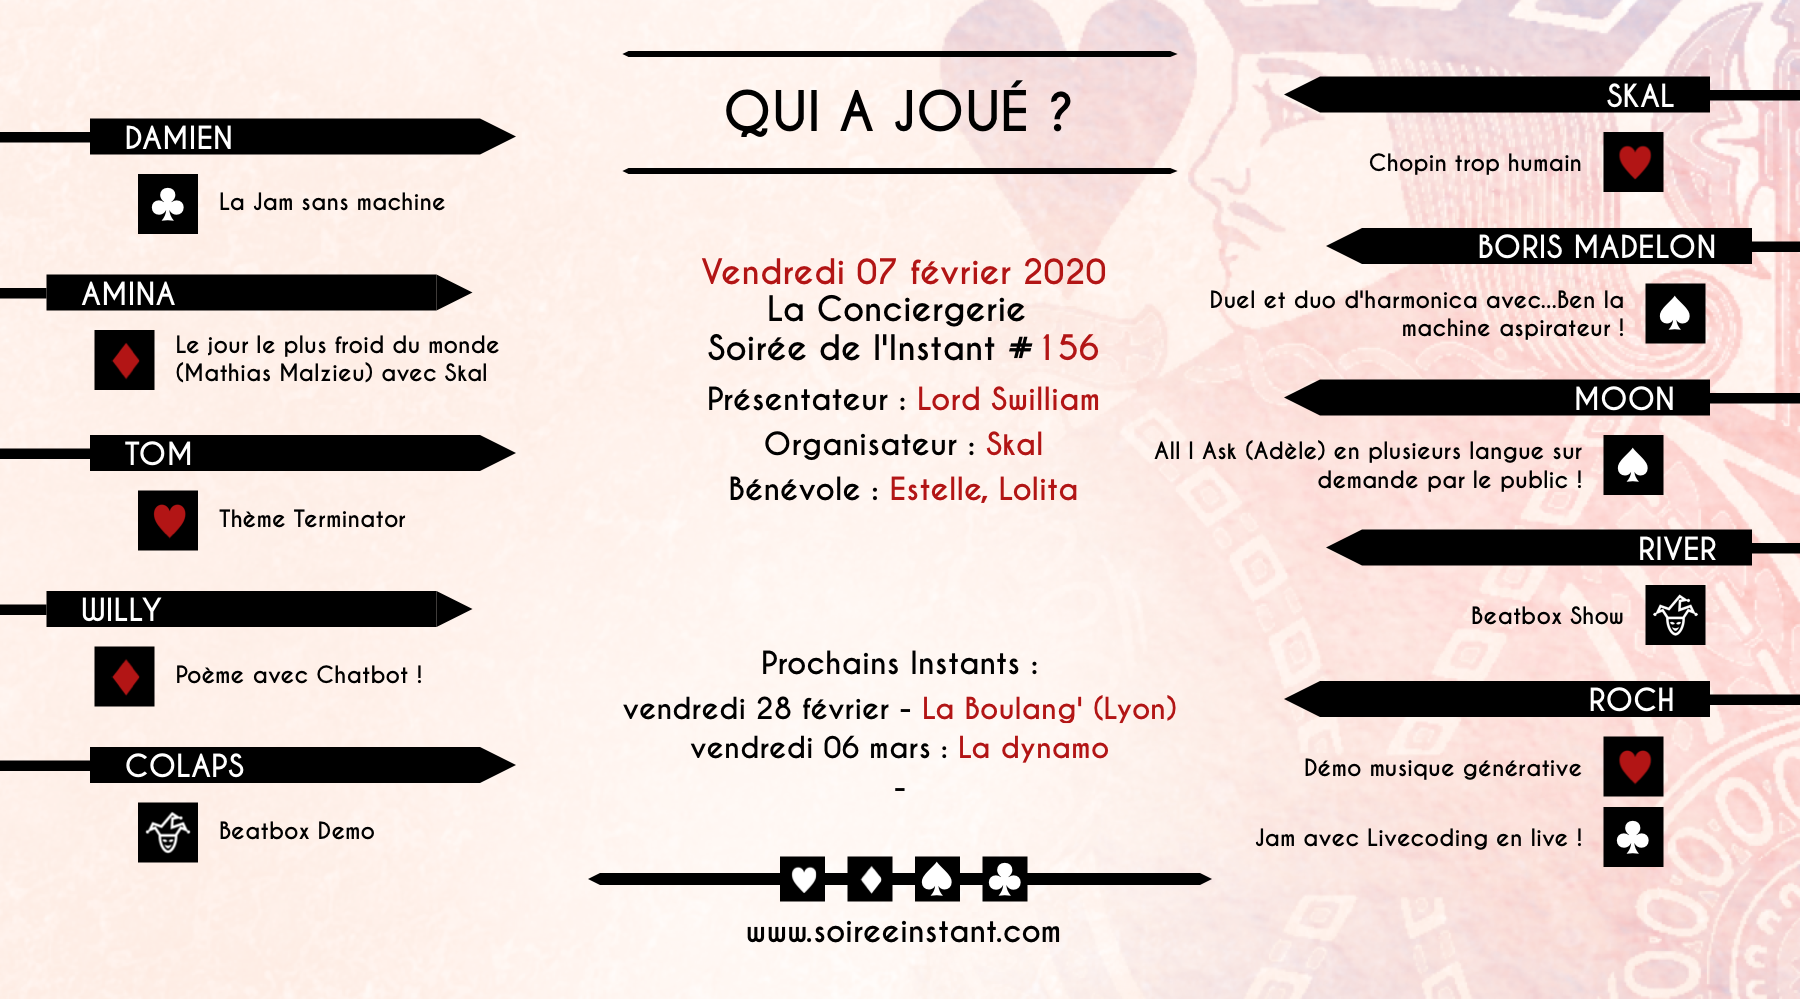 QUI A JOUÉ ?
DAMIEN
La Jam sans machine
AMINA
Le jour le plus froid du monde
(Mathias Malzieu) avec Skal
TOM
Thème Terminator
WILLY
Poème avec Chatbot !
COLAPS
Beatbox Demo
Vendredi 07 février 2020
La Conciergerie
Soirée de l'Instant #156
Présentateur : Lord Swilliam
Organisateur : Skal
Bénévole : Estelle, Lolita
Prochains Instants :
vendredi 28 février - La Boulang' (Lyon)
vendredi 06 mars : La dynamo
-
www.soireeinstant.com
SKAL
Chopin trop humain
BORIS MADELON
Duel et duo d'harmonica avec...Ben la
machine aspirateur !
MOON
All I Ask (Adèle) en plusieurs langue sur
demande par le public !
RIVER
Beatbox Show
ROCH
Démo musique générative
Jam avec Livecoding en live !